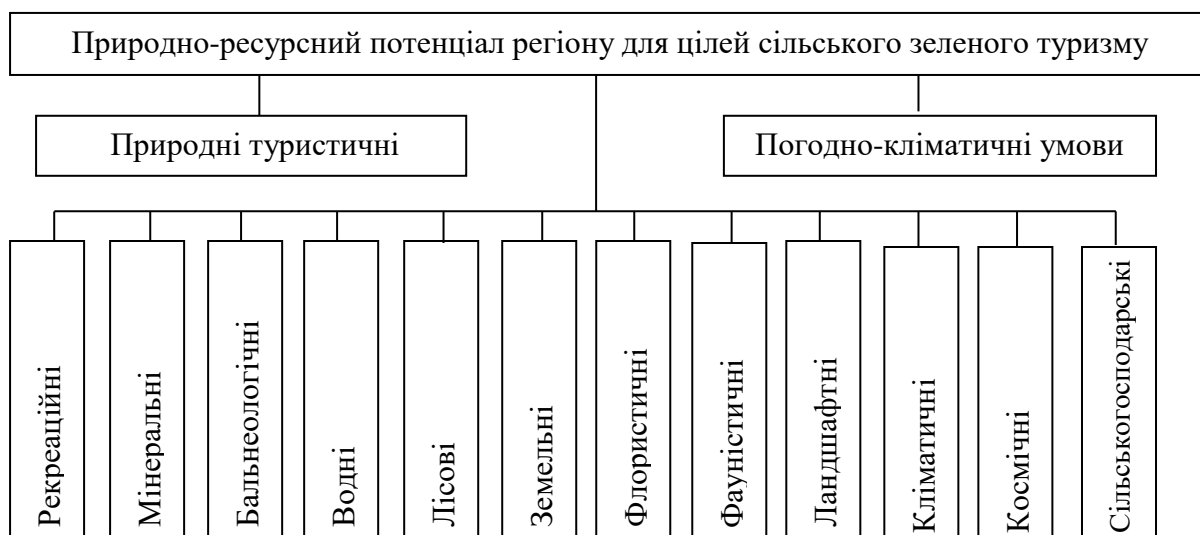 Природно-ресурсний потенціал регіону для цілей сільського зеленого туризму
Природні туристичні
Погодно-кліматичні умови
Рекреаційні
Мінеральні
Бальнеологічні
Водні
Лісові
Земельні
Флористичні
Фауністичні
Ландшафтні
Кліматичні
Космічні
Сільськогосподарські